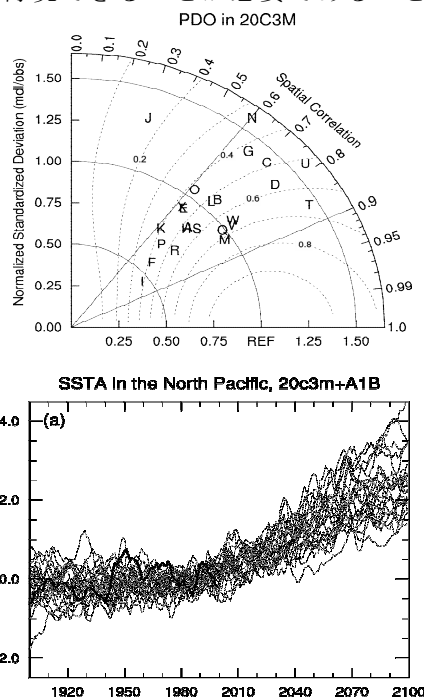 PDO in 20C3M
Normalized Standardized Deviation (mdl/obs)
Spatial Correlation
0.0 0.1 0.2 0.3 0.4 0.5 0.6 0.7 0.8 0.9 0.95 0.99 1.0
1.50
1.25
1.00
0.75
0.50
0.25
0.00
0.2 0.4 0.6 0.8
J N
G C U
D
T
B
W
K S M
P R
F
I
0.25 0.50 0.75 REF 1.25 1.50
SSTA in the North Pacific, 20c3m+A1B
(a)
4.0
2.0
0.0
2.0
1920 1950 1980 2010 2040 2070 2100